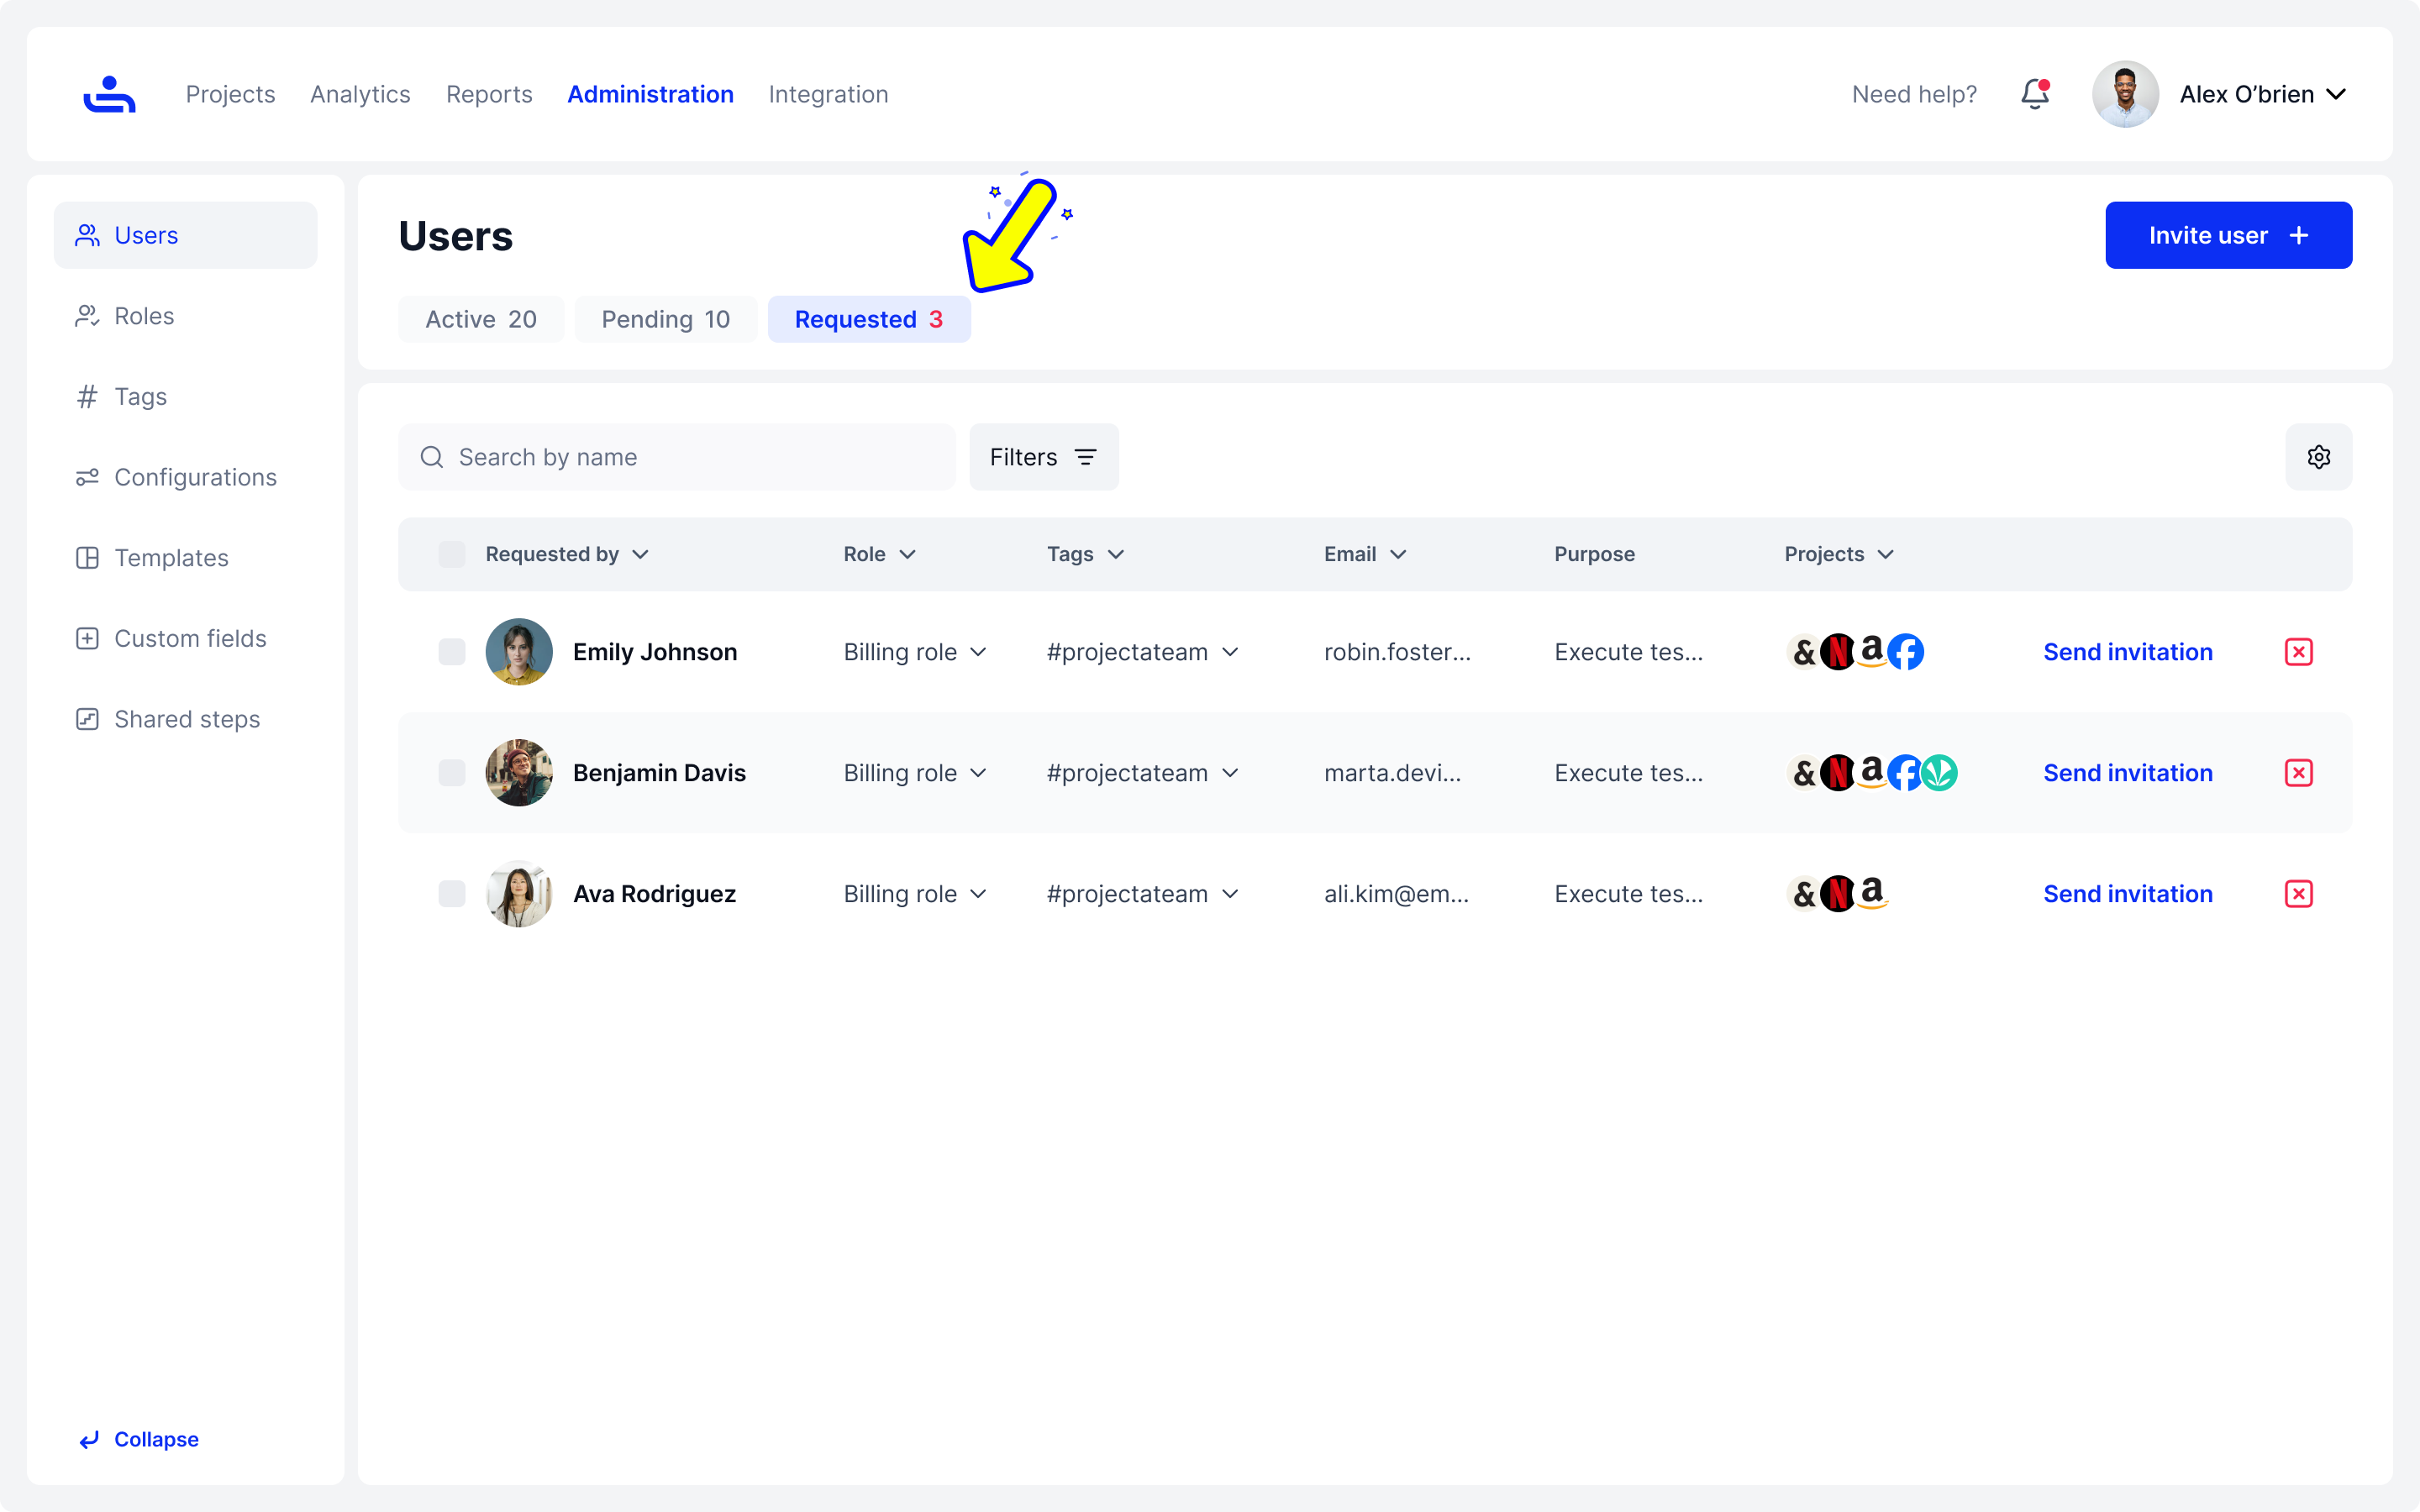 Projects Analytics Reports Administration Integration Need help? Alex O’brien
Users
Roles
Tags
Configurations
Templates
Custom fields
Shared steps
Collapse
Users
Invite user +
Active 20 Pending 10 Requested 3
Search by name Filters
Requested by Role Tags Email Purpose Projects
Emily Johnson Billing role #projectateam robin.foster... Execute tes... & N a f Send invitation
Benjamin Davis Billing role #projectateam marta.devi... Execute tes... & N a f Send invitation
Ava Rodriguez Billing role #projectateam ali.kim@em... Execute tes... & N a Send invitation